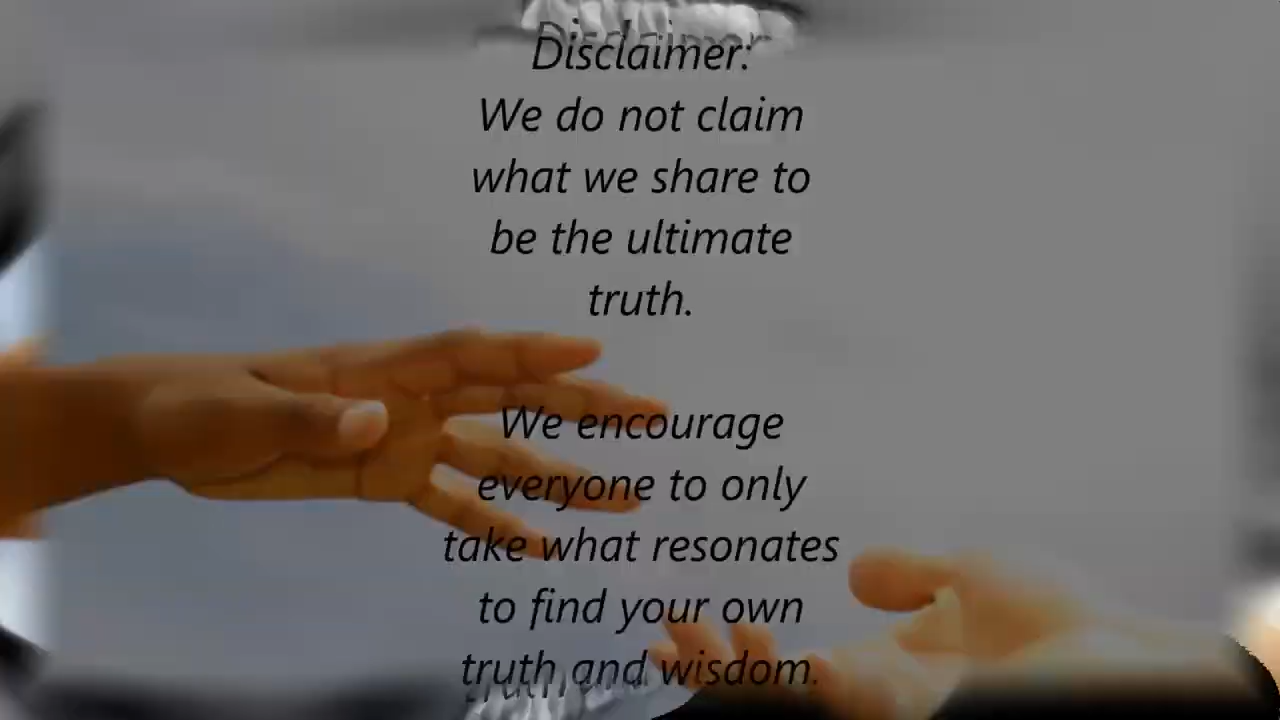 Disclaimer:
We do not claim
what we share to
be the ultimate
truth.
We encourage
everyone to only
take what resonates
to find your own
truth and wisdom.